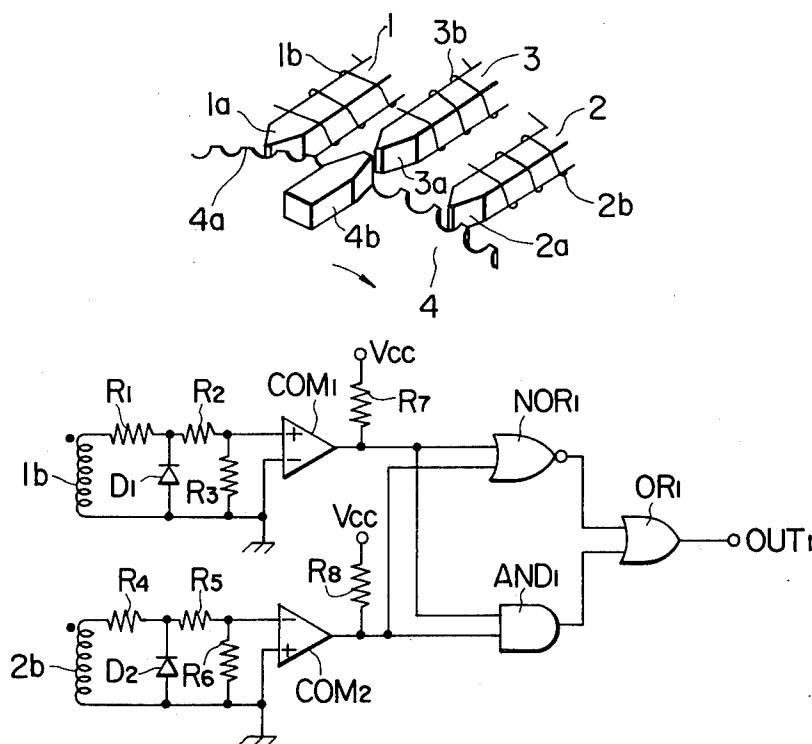 1
1b
3b
3
1a
2
3a
4a
4b
2b
2a
4
Vcc
COM1
R1
R2
R7
NOR1
+
−
1b
D1
R3
OR1
Vcc
OUT1
R4
R5
R8
AND1
−
+
2b
D2
R6
COM2